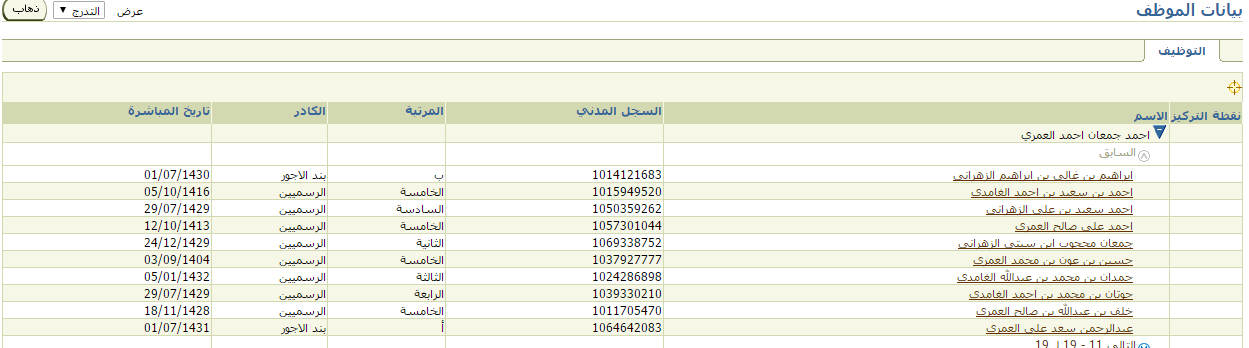 بيانات الموظف
عرض التدرج ذهاب
التوظيف
نقطة التركيز الاسم السجل المدني المرتبة الكادر تاريخ المباشرة
احمد جمعان احمد العمري
السابق
ابراهيم بن غالي بن ابراهيم الزهراني 1014121683 ب بند الاجور 01/07/1430
احمد بن سعيد بن احمد الغامدي 1015949520 الخامسة الرسميين 05/10/1416
احمد سعيد بن علي الزهراني 1050359262 السادسة الرسميين 29/07/1429
احمد علي صالح العمري 1057301044 الخامسة الرسميين 12/10/1413
جمعان محجوب ابن سبتي الزهراني 1069338752 الثانية الرسميين 24/12/1429
حسين بن عون بن محمد العمري 1037927777 الخامسة الرسميين 03/09/1404
حمدان بن محمد بن عبدالله الغامدي 1024286898 الثالثة الرسميين 05/01/1432
حوتان بن محمد بن احمد الغامدي 1039330210 الرابعة الرسميين 29/07/1429
خلف بن عبدالله بن صالح العمري 1011705470 الخامسة الرسميين 18/11/1428
عبدالرحمن سعد علي العمري 1064642083 أ بند الاجور 01/07/1431
التالي 11 - 19 ل 19